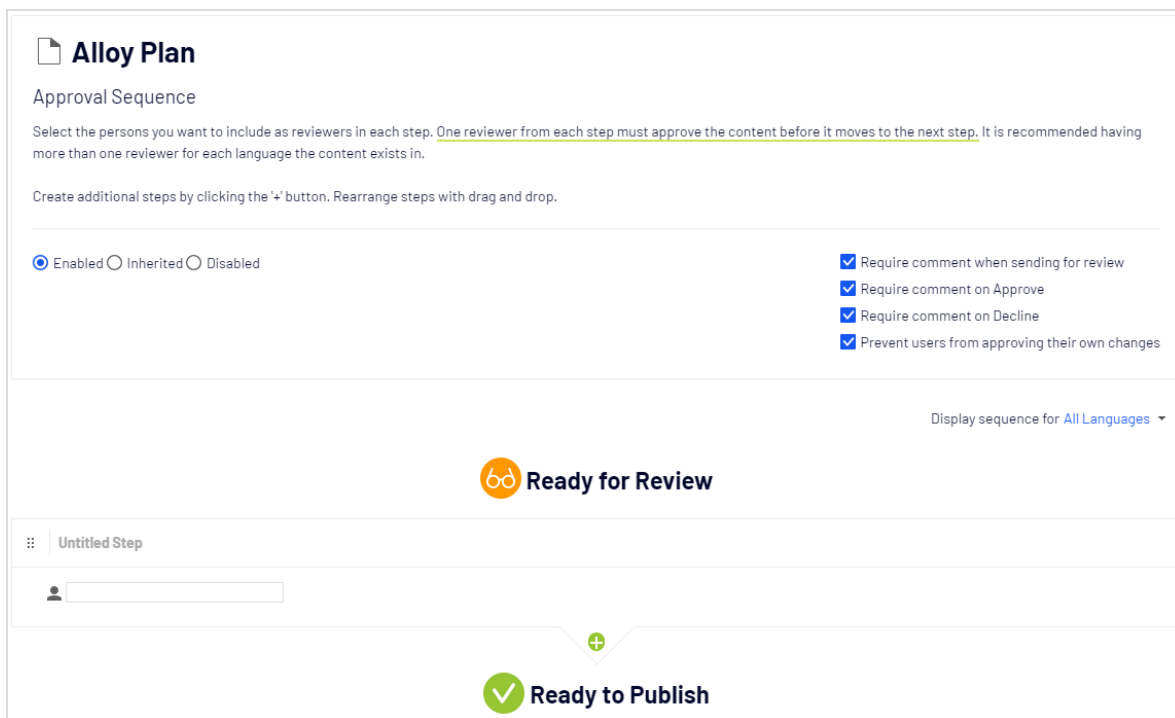 Alloy Plan
Approval Sequence
Select the persons you want to include as reviewers in each step. One reviewer from each step must approve the content before it moves to the next step. It is recommended having
more than one reviewer for each language the content exists in.
Create additional steps by clicking the '+' button. Rearrange steps with drag and drop.
Enabled Inherited Disabled
Require comment when sending for review
Require comment on Approve
Require comment on Decline
Prevent users from approving their own changes
Display sequence for All Languages
Ready for Review
Untitled Step
Ready to Publish